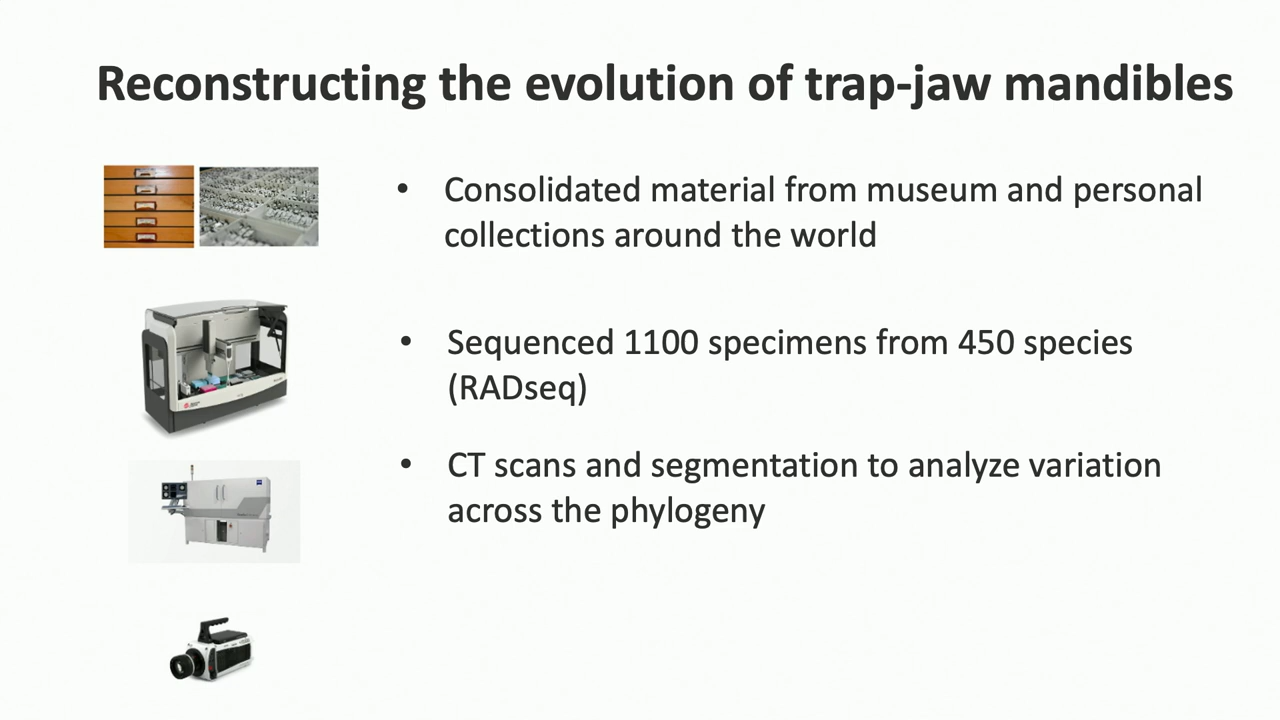 Reconstructing the evolution of trap-jaw mandibles
• Consolidated material from museum and personal
collections around the world
• Sequenced 1100 specimens from 450 species
(RADseq)
• CT scans and segmentation to analyze variation
across the phylogeny